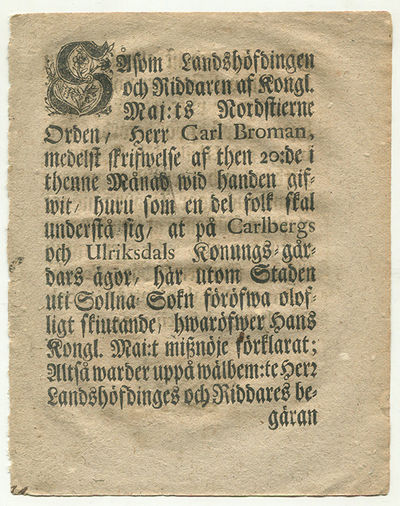 SÅsom Landshöfdingen
och Riddaren af Kongl.
Maj:ts Nordstierne
Orden/ Herr Carl Broman,
medelst skrifwelse af then 20:de i
thenne Månad wid handen gif-
wit/ huru som en del folk skal
understå sig/ at på Carlbergs
och Ulriksdals Konungs-går-
dars ägor/ här utom Staden
uti Sollna Sokn föröfwa olof-
ligt skiutande/ hwaröfwer Hans
Kongl. Maj:t mißnöje förklarat;
Altså warder uppå wälbem:te Herr
Landshöfdinges och Riddares be-
gäran